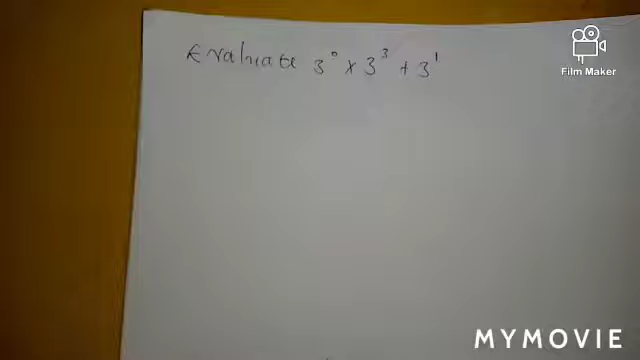 Evaluate 3⁰ x 3³ + 3¹
Film Maker
MYMOVIE